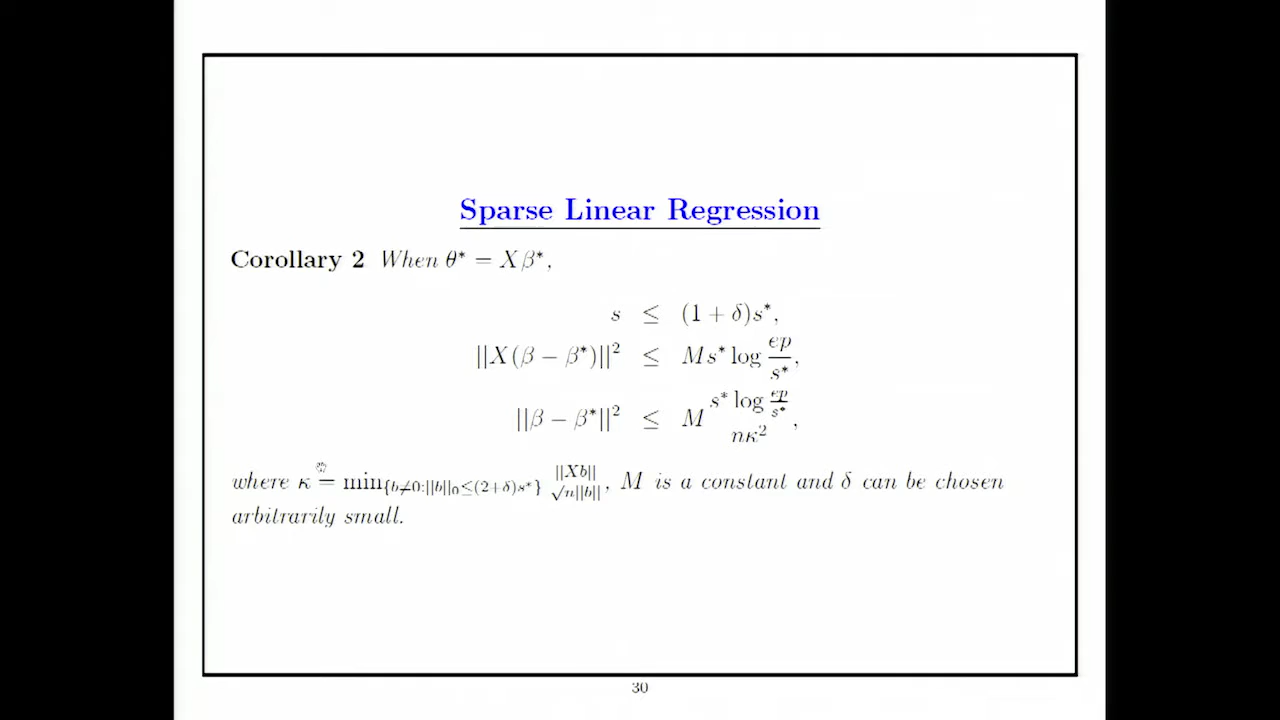 Sparse Linear Regression
Corollary 2 When θ* = Xβ*,
s ≤ (1 + δ)s*,
||X(β − β*)||² ≤ Ms* log ep/s*,
||β − β*||² ≤ M s* log ep/s* / nκ²,
where κ = min{b≠0:||b||₀≤(2+δ)s*} ||Xb|| / √n||b||, M is a constant and δ can be chosen
arbitrarily small.
30